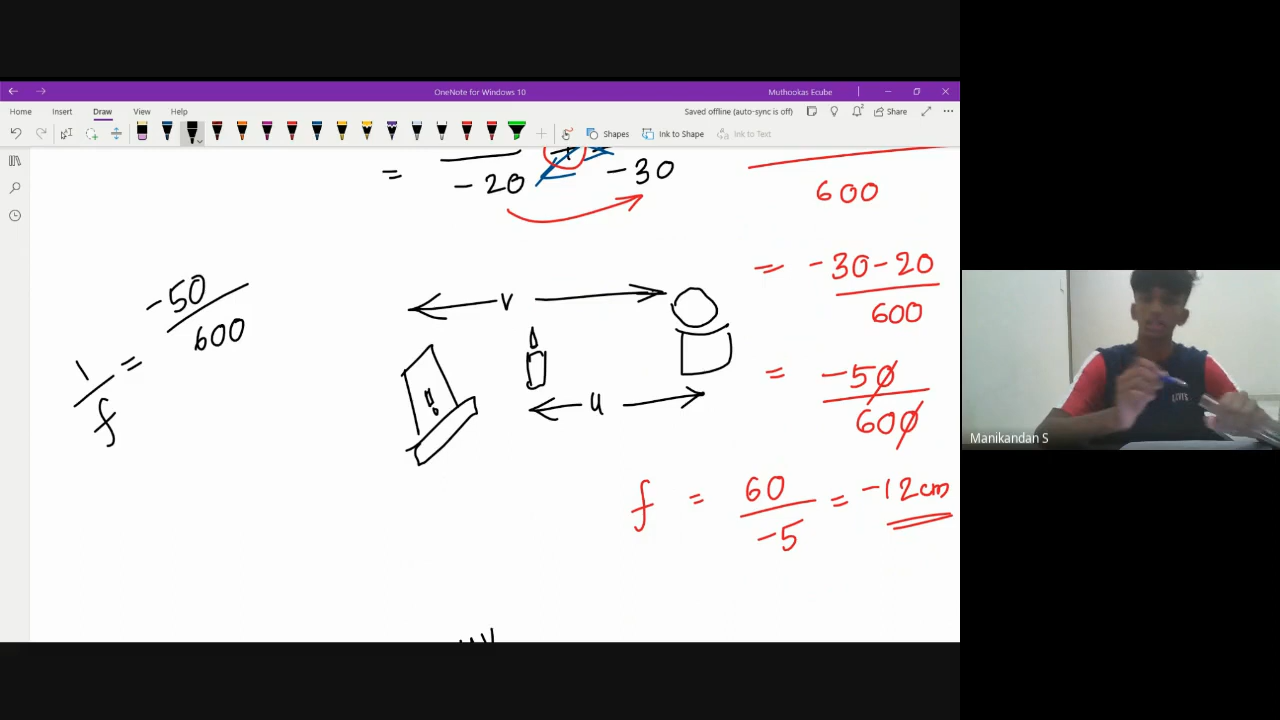 OneNote for Windows 10
Muthookas Ecube
Home Insert Draw View Help
Saved offline (auto-sync is off)
Share
Shapes
Ink to Shape
Ink to Text
= -20 -30
600
= -30-20
600
-50
600
1 =
f
v
u
!!
= -50
600
f = 60 = -12cm
-5
Manikandan S